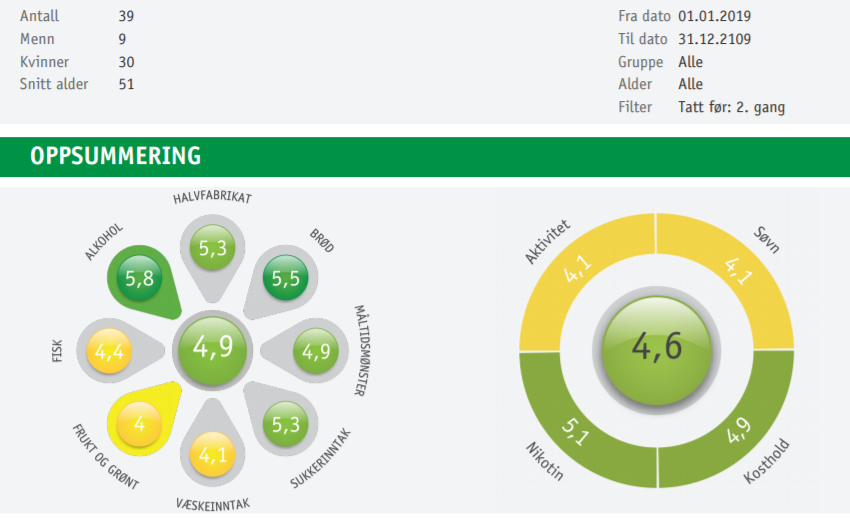 Antall 39
Menn 9
Kvinner 30
Snitt alder 51
Fra dato 01.01.2019
Til dato 31.12.2109
Gruppe Alle
Alder Alle
Filter Tatt før: 2. gang
OPPSUMMERING
HALVFABRIKAT
5,3
BRØD
5,5
MÅLTIDSMØNSTER
4,9
SUKKERINNTAK
5,3
VÆSKEINNTAK
4,1
FRUKT OG GRØNT
4
FISK
4,4
ALKOHOL
5,8
4,9
Aktivitet
4,1
Søvn
4,1
Kosthold
4,9
Nikotin
5,1
4,6